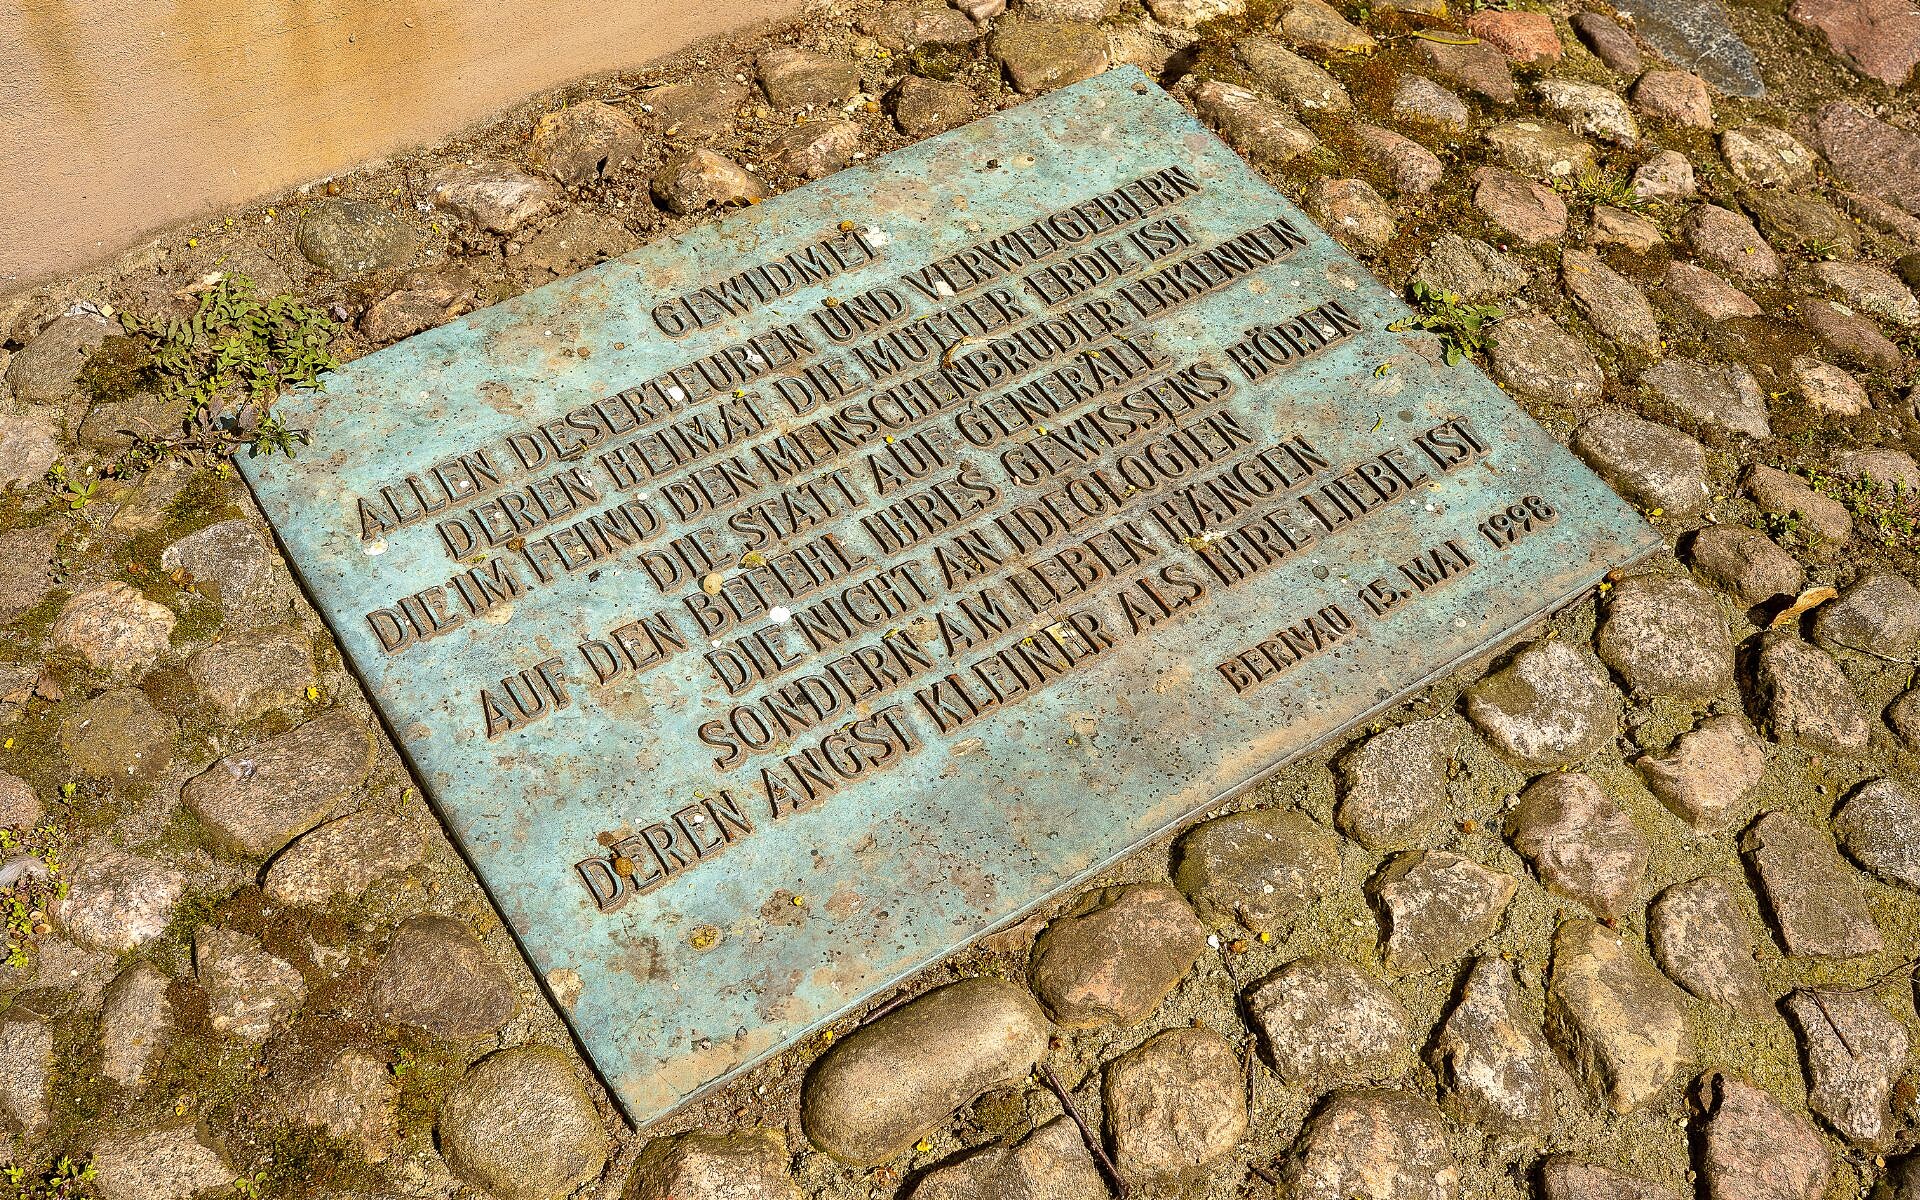 GEWIDMET
ALLEN DESERTEUREN UND VERWEIGERERN
DEREN HEIMAT DIE MUTTER ERDE IST
DIE IM FEIND DEN MENSCHENBRUDER ERKENNEN
DIE STATT AUF GENERALE
AUF DEN BEFEHL IHRES GEWISSENS HÖREN
DIE NICHT AN IDEOLOGIEN
SONDERN AM LEBEN HÄNGEN
DEREN ANGST KLEINER ALS IHRE LIEBE IST
BERNAU 15. MAI 1998